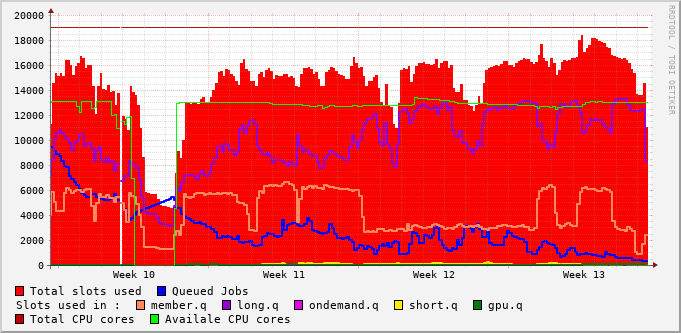 20000
18000
16000
14000
12000
10000
8000
6000
4000
2000
0
Week 10 Week 11 Week 12 Week 13
RRDTOOL / TOBI OETIKER
Total slots used Queued Jobs
Slots used in : member.q long.q ondemand.q short.q gpu.q
Total CPU cores Availale CPU cores